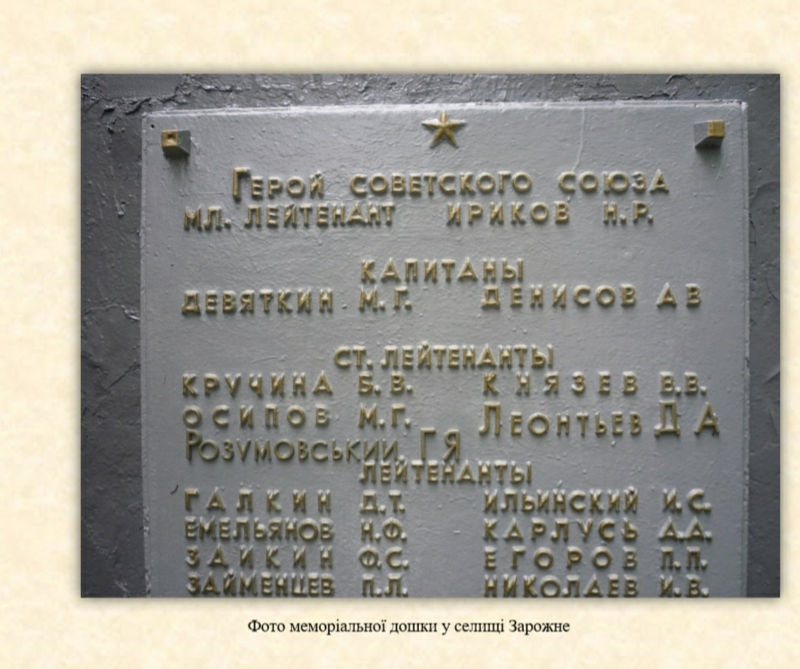 Герой советского союза
мл. лейтенант ириков н.р.
капитаны
девяткин м.г. денисов а в
ст. лейтенанты
кручина б.в. князев в.в.
осипов м.г. Леонтьев Д А
Розумовський Г Я
лейтенанты
галкин д.т. ильинский и.с.
емельянов н.ф. карлусь а.а.
заикин ф.с. егоров п.п.
займенцев п.л. николаев и.в.
Фото меморіальної дошки у селищі Зарожне